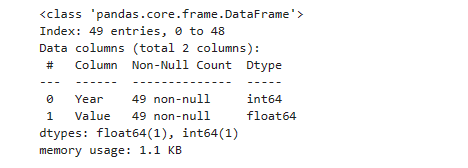 <class 'pandas.core.frame.DataFrame'>
Index: 49 entries, 0 to 48
Data columns (total 2 columns):
 #   Column  Non-Null Count  Dtype
---  ------  --------------  -----
 0   Year    49 non-null     int64
 1   Value   49 non-null     float64
dtypes: float64(1), int64(1)
memory usage: 1.1 KB